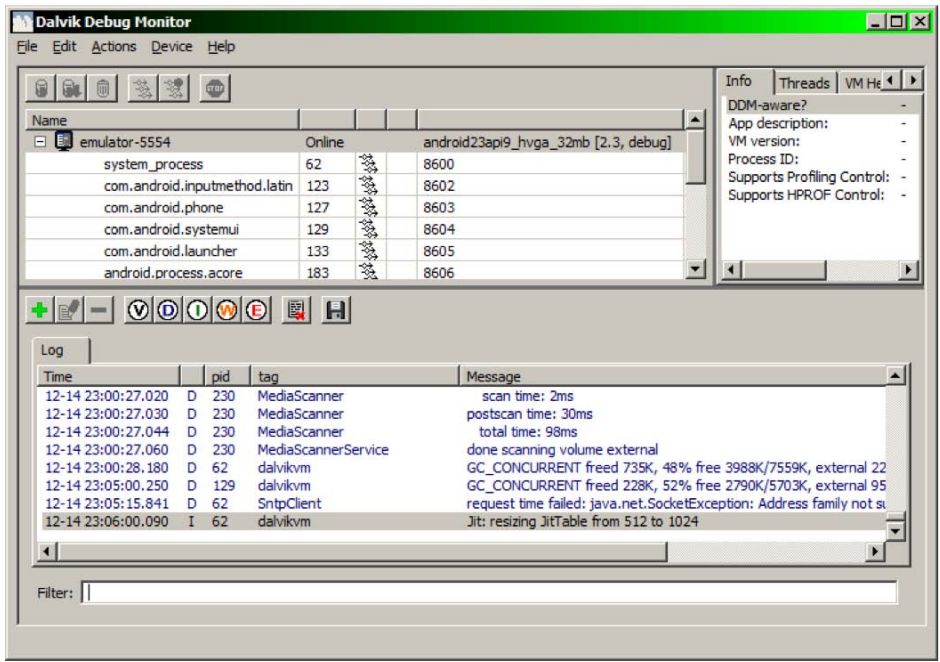 Dalvik Debug Monitor
File Edit Actions Device Help
STOP
Info Threads VM He
Name
emulator-5554 Online android23api9_hvga_32mb [2.3, debug]
system_process 62 8600
com.android.inputmethod.latin 123 8602
com.android.phone 127 8603
com.android.systemui 129 8604
com.android.launcher 133 8605
android.process.acore 183 8606
DDM-aware? -
App description: -
VM version: -
Process ID: -
Supports Profiling Control: -
Supports HPROF Control: -
V D I W E
Log
Time pid tag Message
12-14 23:00:27.020 D 230 MediaScanner scan time: 2ms
12-14 23:00:27.030 D 230 MediaScanner postscan time: 30ms
12-14 23:00:27.044 D 230 MediaScanner total time: 98ms
12-14 23:00:27.060 D 230 MediaScannerService done scanning volume external
12-14 23:00:28.180 D 62 dalvikvm GC_CONCURRENT freed 735K, 48% free 3988K/7559K, external 22
12-14 23:05:00.250 D 129 dalvikvm GC_CONCURRENT freed 228K, 52% free 2790K/5703K, external 95
12-14 23:05:15.841 D 62 SntpClient request time failed: java.net.SocketException: Address family not su
12-14 23:06:00.090 I 62 dalvikvm Jit: resizing JitTable from 512 to 1024
Filter: